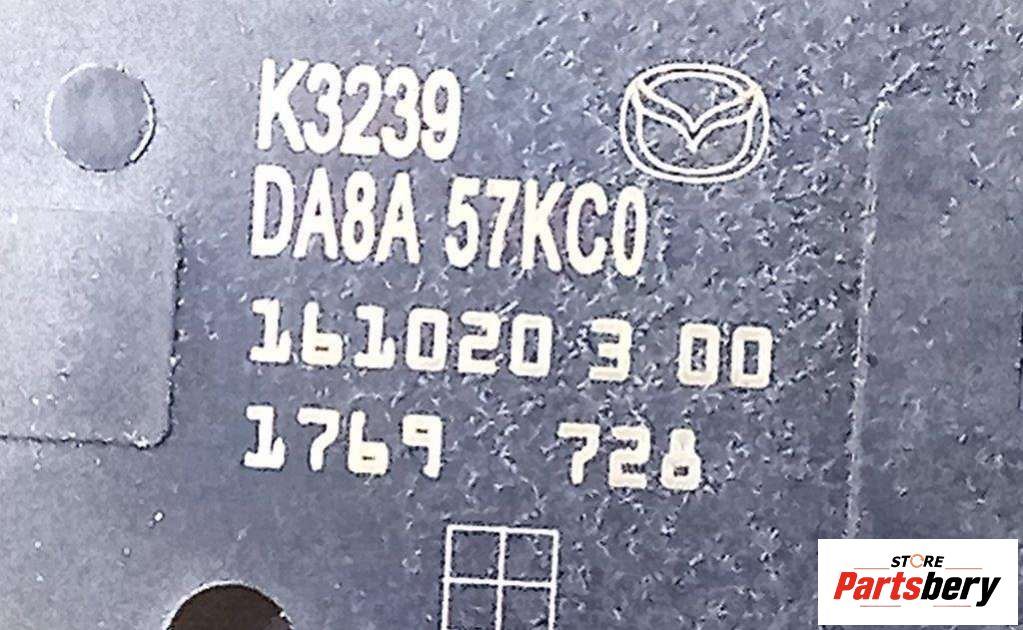 K3239
DA8A 57KC0
161020 3 00
1769 728
STORE
Partsbery